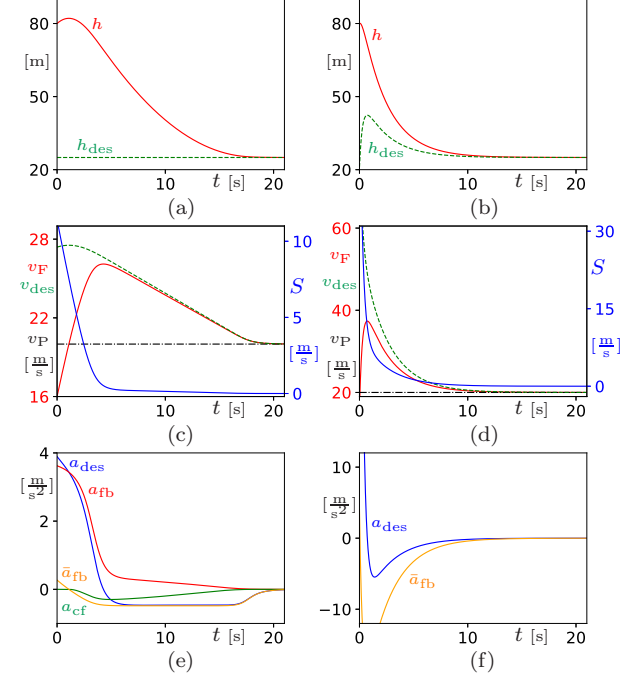 80
h
[m]
50
h_des
20
0
10
20
t [s]
(a)
80
h
[m]
50
h_des
20
0
10
20
t [s]
(b)
28
v_F
v_des
22
v_P
[m/s]
16
0
10
20
t [s]
10
S
5
[m/s]
0
(c)
60
v_F
v_des
40
v_P
[m/s]
20
0
10
20
t [s]
30
S
15
[m/s]
0
(d)
4
a_des
[m/s²]
a_fb
2
ā_fb
0
a_cf
0
10
20
t [s]
(e)
10
[m/s²]
a_des
0
ā_fb
−10
0
10
20
t [s]
(f)